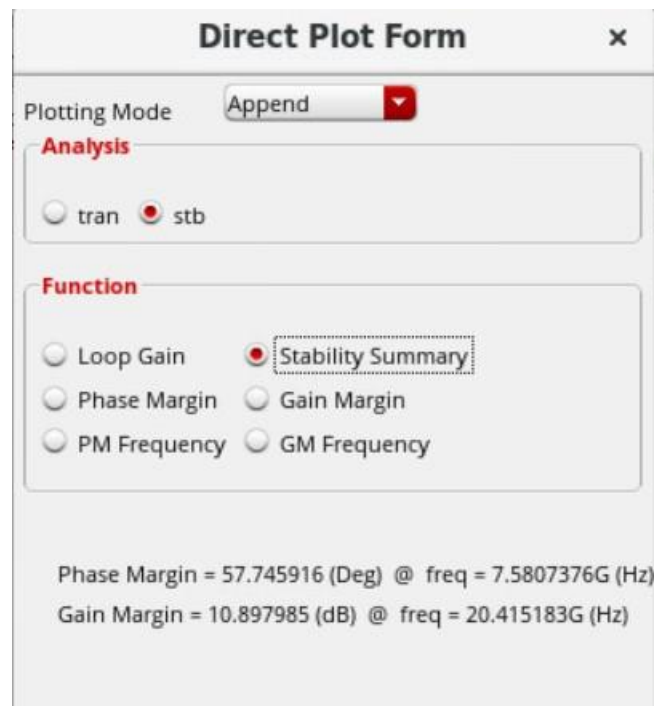 Direct Plot Form ×
Plotting Mode Append
Analysis
tran stb
Function
Loop Gain Stability Summary
Phase Margin Gain Margin
PM Frequency GM Frequency
Phase Margin = 57.745916 (Deg) @ freq = 7.5807376G (Hz)
Gain Margin = 10.897985 (dB) @ freq = 20.415183G (Hz)